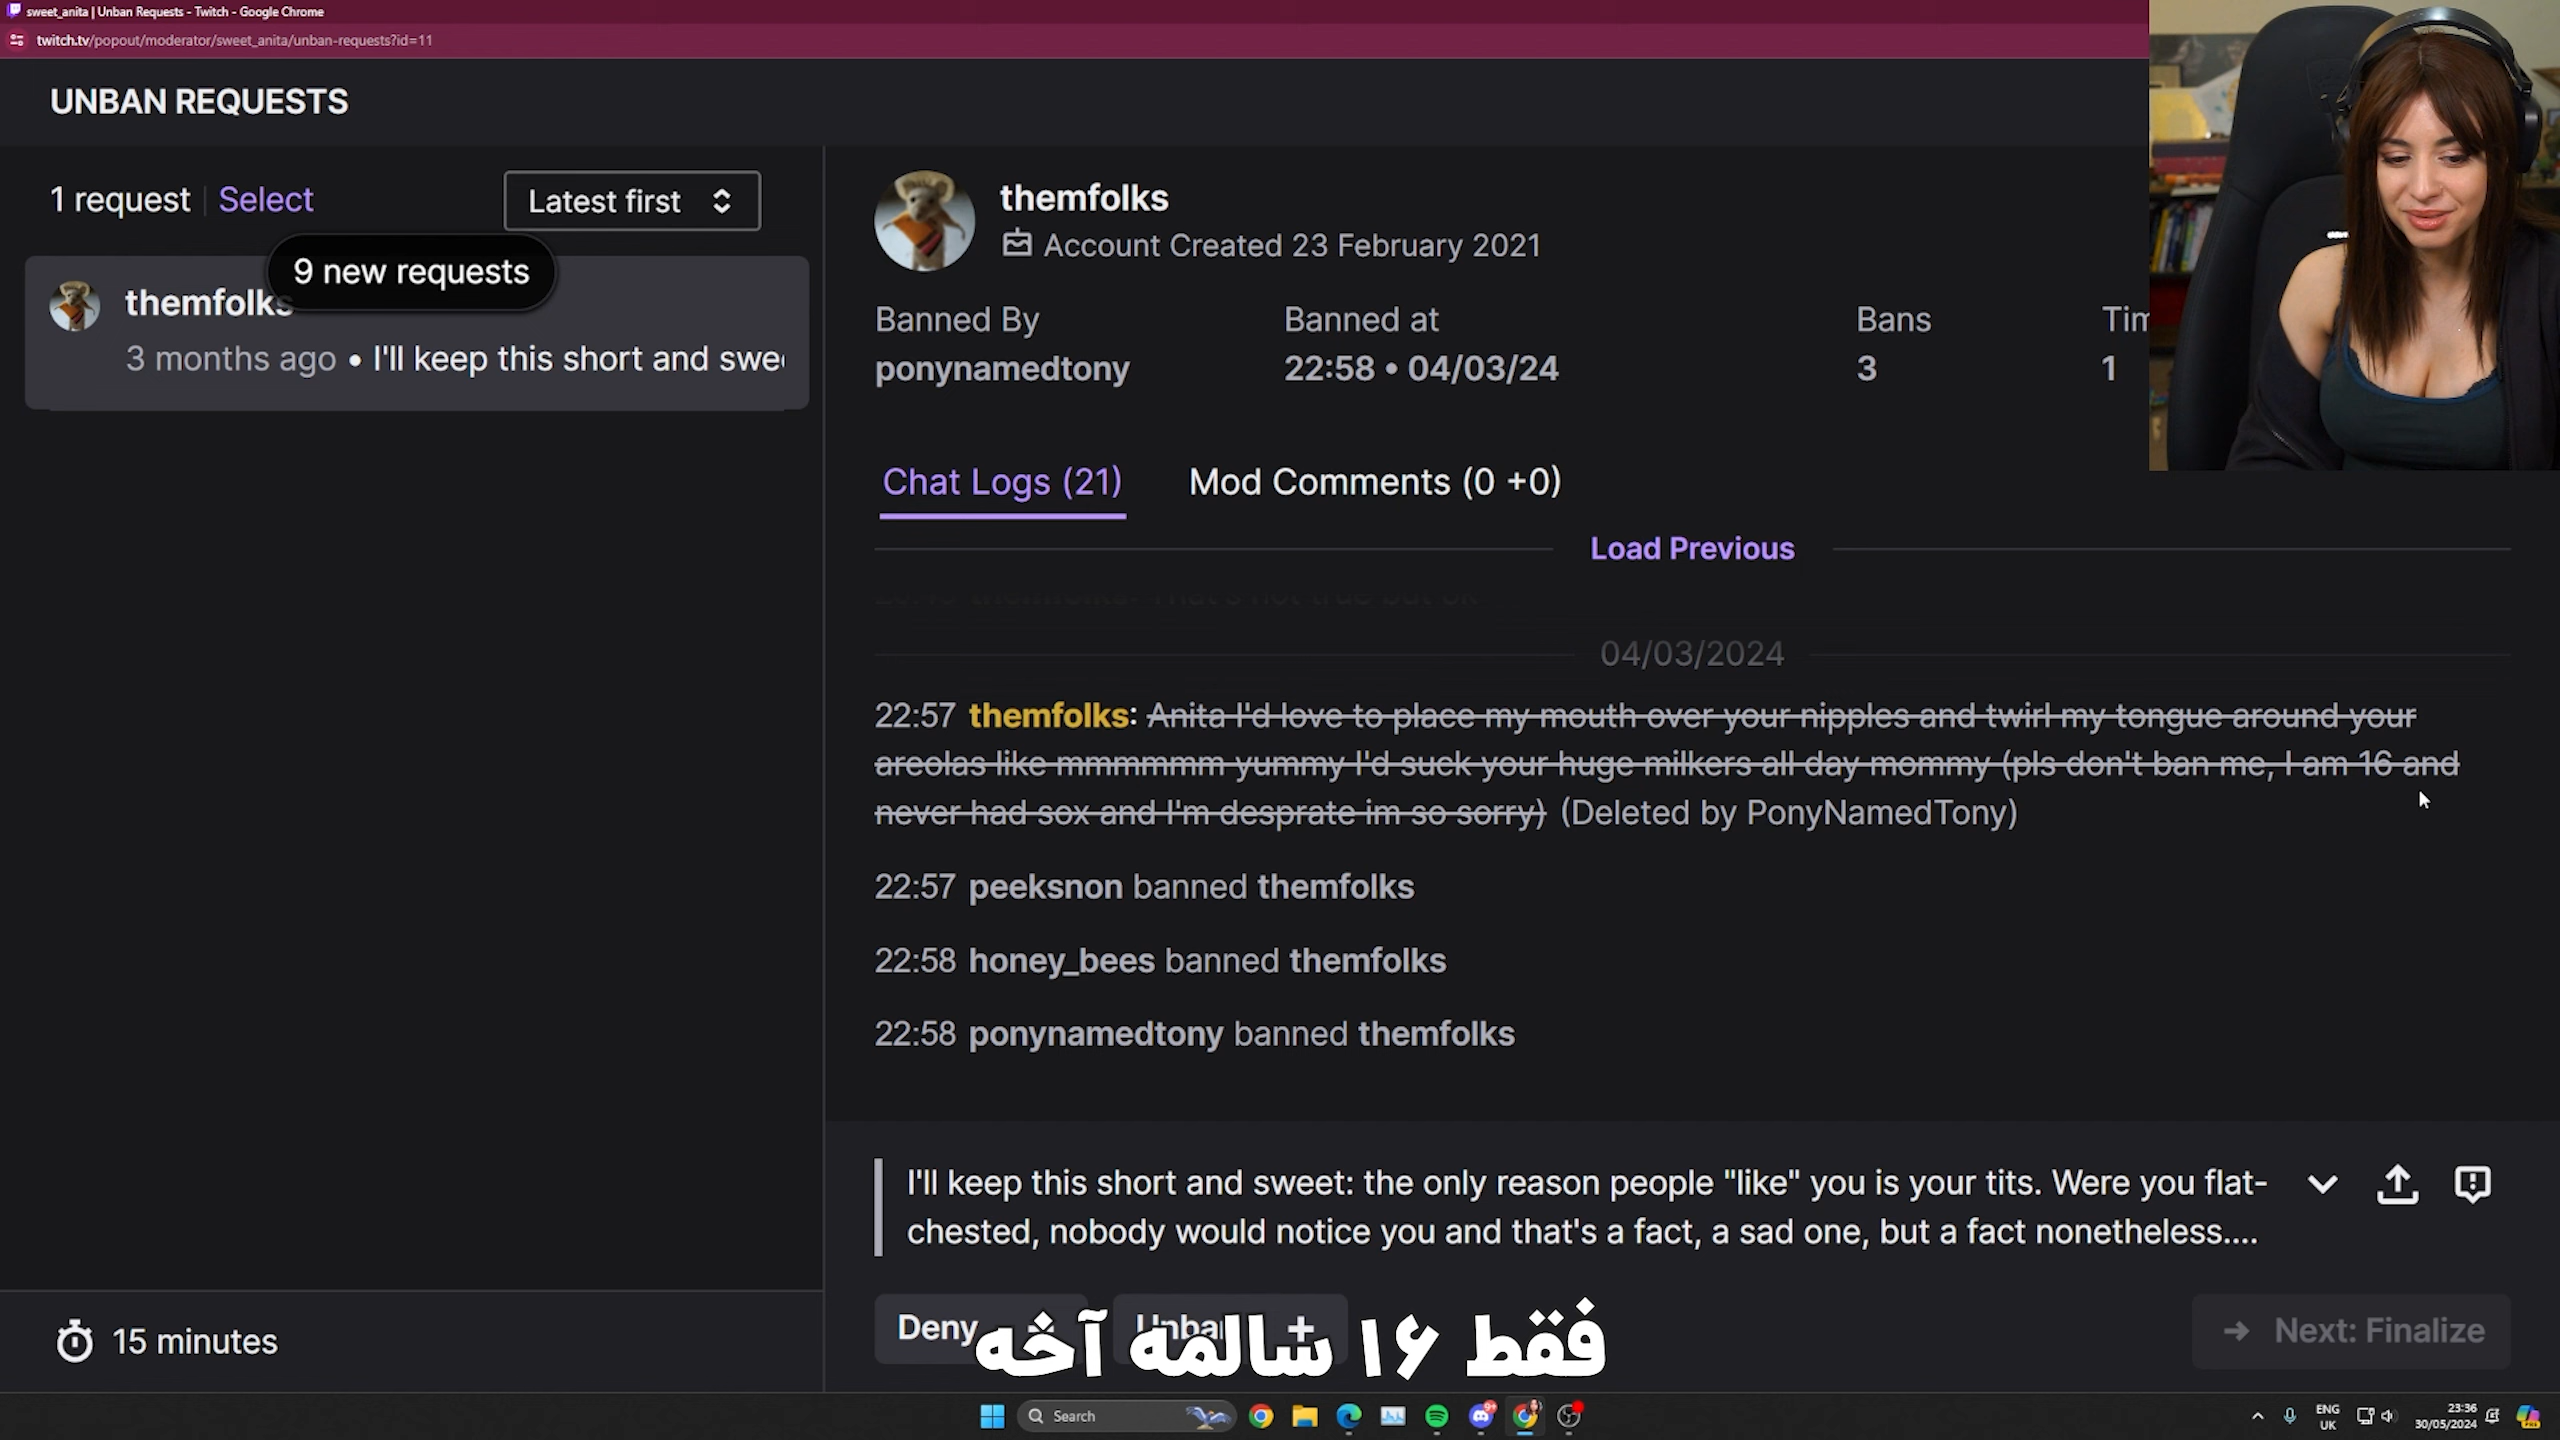 sweet_anita | Unban Requests - Twitch - Google Chrome
twitch.tv/popout/moderator/sweet_anita/unban-requests?id=11
UNBAN REQUESTS
1 request
Select
Latest first
9 new requests
themfolks
3 months ago • I'll keep this short and swe
15 minutes
themfolks
Account Created 23 February 2021
Banned By
Banned at
Bans
Tim
ponynamedtony
22:58 • 04/03/24
3
1
Chat Logs (21)
Mod Comments (0 +0)
Load Previous
04/03/2024
22:57 themfolks: Anita I'd love to place my mouth over your nipples and twirl my tongue around your
areolas like mmmmmm yummy I'd suck your huge milkers all day mommy (pls don't ban me, I am 16 and
never had sox and I'm desprate im so sorry) (Deleted by PonyNamedTony)
22:57 peeksnon banned themfolks
22:58 honey_bees banned themfolks
22:58 ponynamedtony banned themfolks
I'll keep this short and sweet: the only reason people "like" you is your tits. Were you flat-
chested, nobody would notice you and that's a fact, a sad one, but a fact nonetheless....
Deny
Unban
Next: Finalize
فقط ۱۶ سالمه آخه
Search
ENG
UK
23:36
30/05/2024